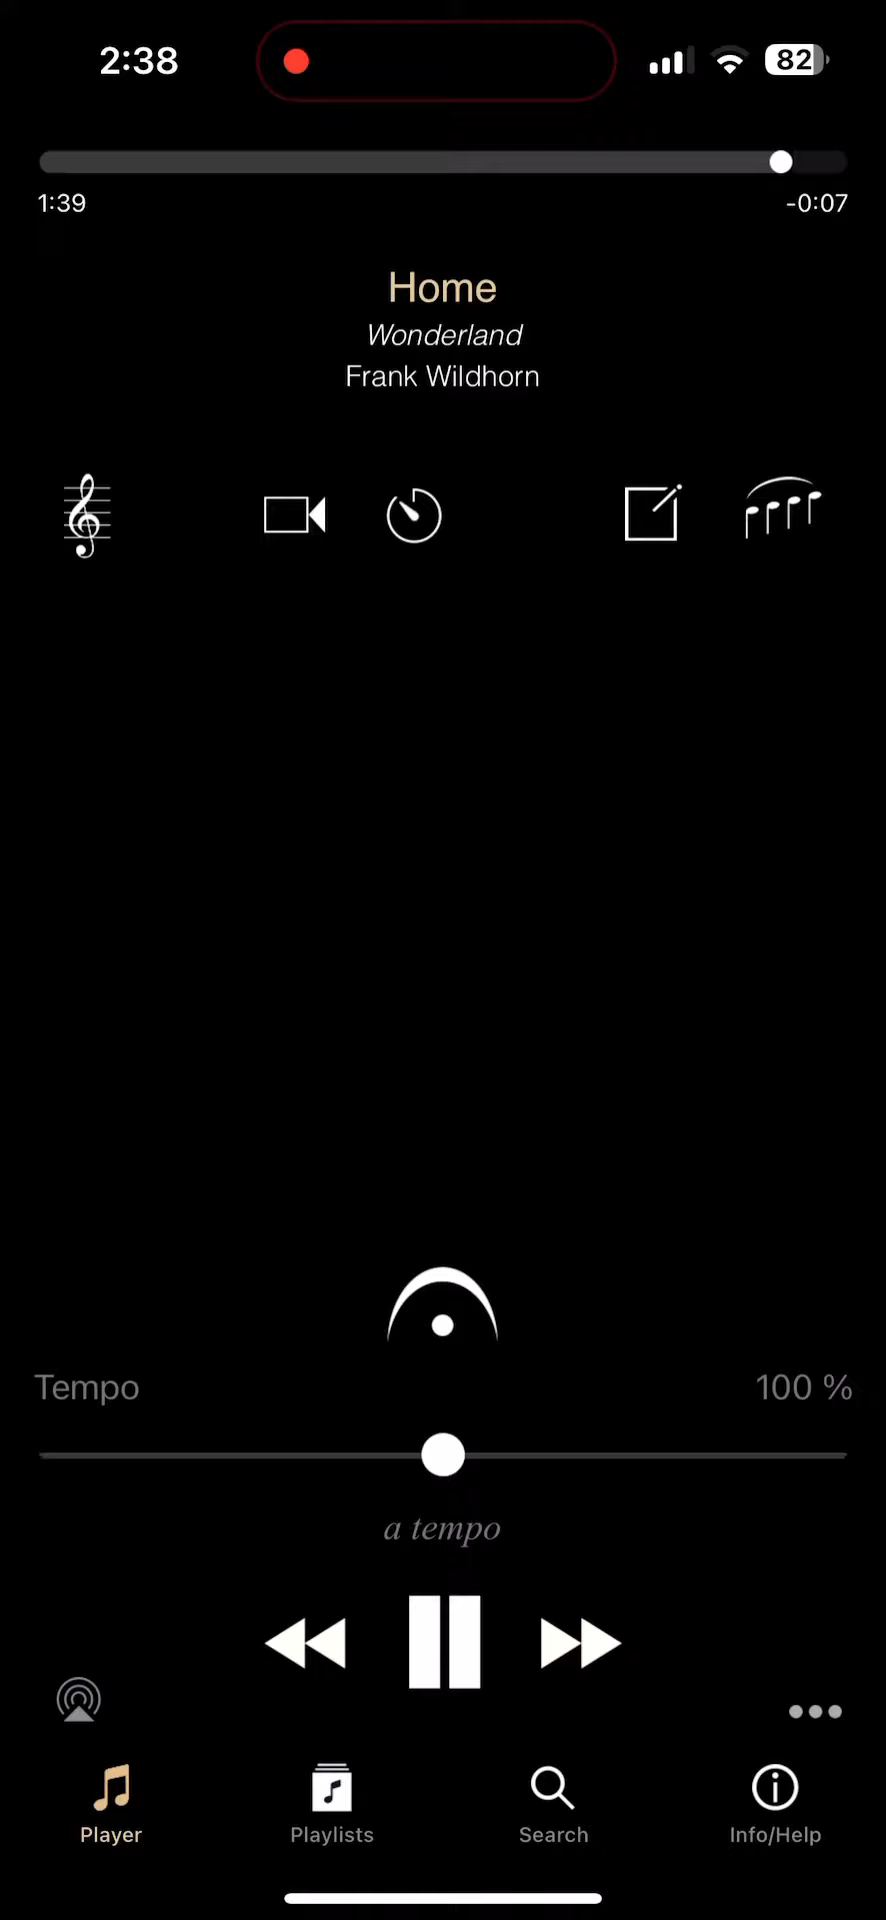 2:38
82
1:39
-0:07
Home
Wonderland
Frank Wildhorn
Tempo
100 %
a tempo
Player
Playlists
Search
Info/Help